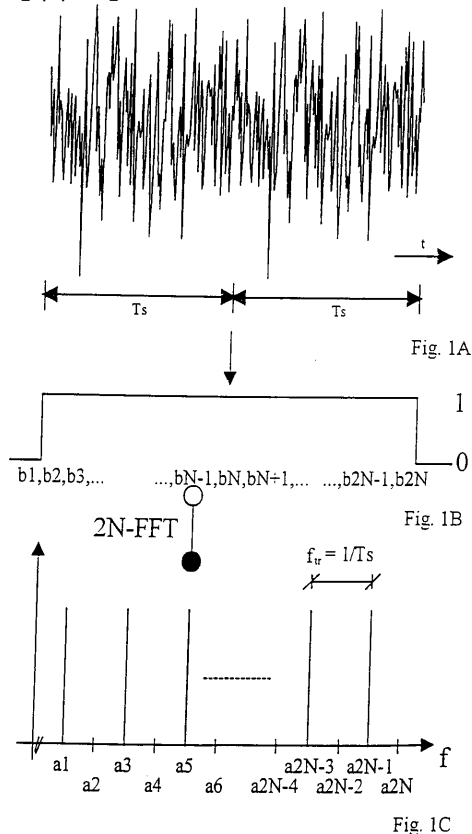 t
Ts Ts
Fig. 1A
1
0
b1,b2,b3,... ...,bN-1,bN,bN÷1,... ...,b2N-1,b2N
Fig. 1B
2N-FFT
ftr = 1/Ts
f
a1 a3 a5 a2N-3 a2N-1
a2 a4 a6 a2N-4 a2N-2 a2N
Fig. 1C